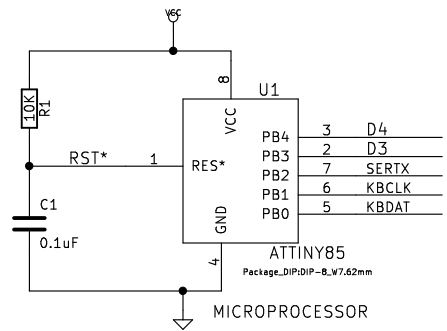 VCC
8
U1
VCC
10K
R1
PB4 3 D4
PB3 2 D3
RST* 1 RES*
PB2 7 SERTX
PB1 6 KBCLK
C1
GND
PB0 5 KBDAT
0.1uF
4
ATTINY85
Package_DIP:DIP-8_W7.62mm
MICROPROCESSOR